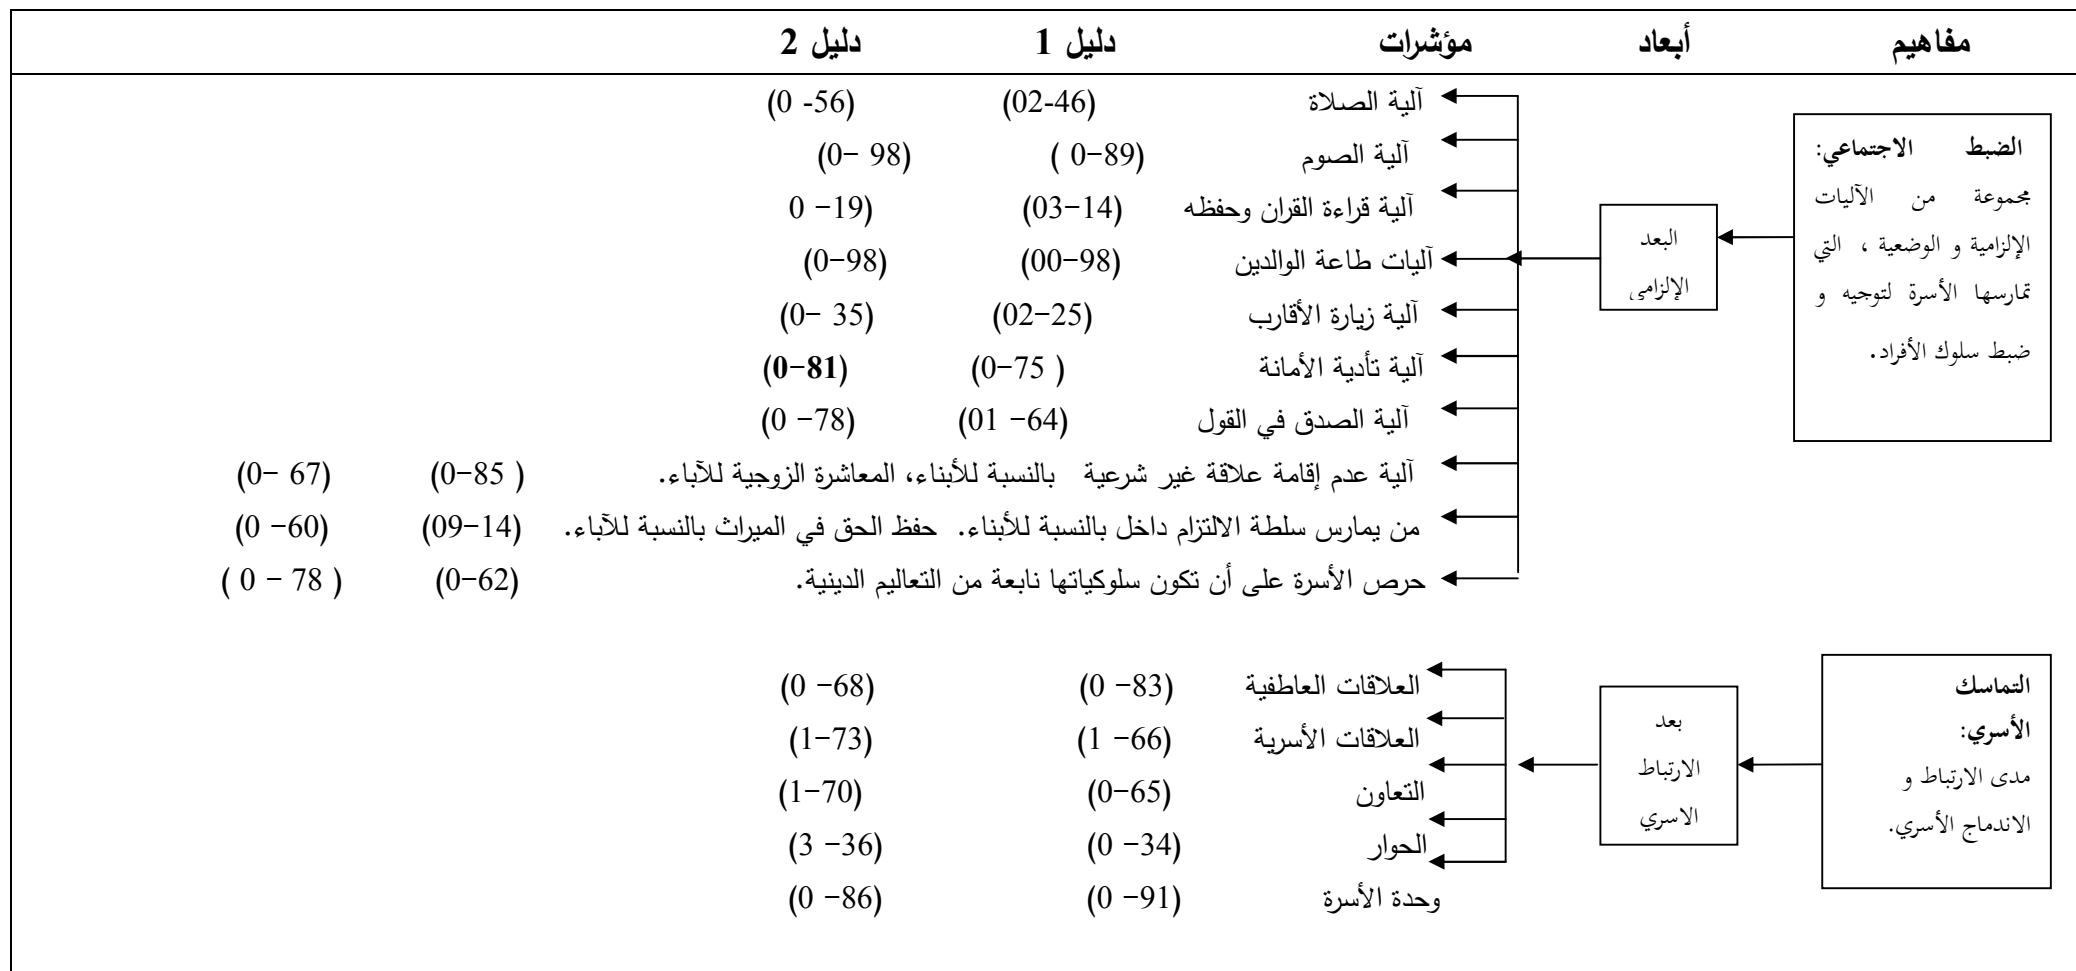 مفاهيم أبعاد مؤشرات دليل 1 دليل 2
الضبط الاجتماعي:
مجموعة من الآليات
الإلزامية و الوضعية ، التي
تمارسها الأسرة لتوجيه و
ضبط سلوك الأفراد.
البعد
الإلزامي
آلية الصلاة (02-46) (0 -56)
آلية الصوم ( 0-89) (0- 98)
آلية قراءة القران وحفظه (03-14) 0 -19)
آليات طاعة الوالدين (00-98) (0-98)
آلية زيارة الأقارب (02-25) (0- 35)
آلية تأدية الأمانة (0-75 ) (0-81)
آلية الصدق في القول (01 -64) (0 -78)
آلية عدم إقامة علاقة غير شرعية بالنسبة للأبناء، المعاشرة الزوجية للآباء. (0-85 ) (0- 67)
من يمارس سلطة الالتزام داخل بالنسبة للأبناء. حفظ الحق في الميراث بالنسبة للآباء. (09-14) (0 -60)
حرص الأسرة على أن تكون سلوكياتها نابعة من التعاليم الدينية. (0-62) ( 0 - 78 )
التماسك
الأسري:
مدى الارتباط و
الاندماج الأسري.
بعد
الارتباط
الاسري
العلاقات العاطفية (0 -83) (0 -68)
العلاقات الأسرية (1 -66) (1-73)
التعاون (0-65) (1-70)
الحوار (0 -34) (3 -36)
وحدة الأسرة (0 -91) (0 -86)